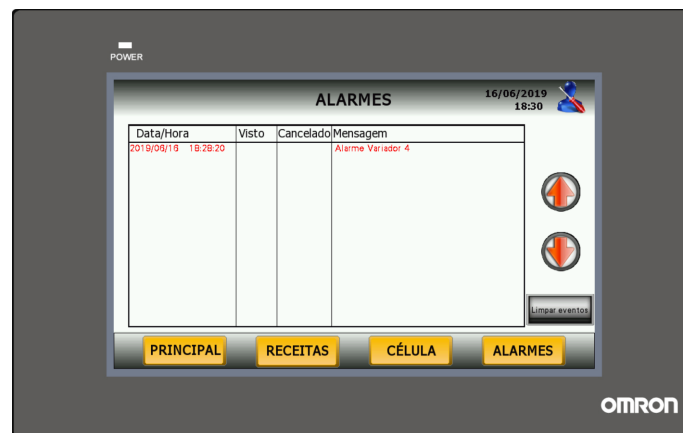 POWER
ALARMES
16/06/2019
18:30
Data/Hora Visto Cancelado Mensagem
2019/06/16 18:28:20 Alarme Variador 4
Limpar eventos
PRINCIPAL RECEITAS CÉLULA ALARMES
OMRON